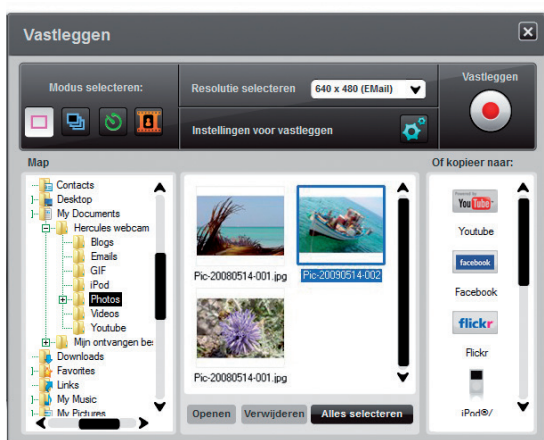 Vastleggen
Modus selecteren:
Resolutie selecteren
640 x 480 (EMail)
Instellingen voor vastleggen
Vastleggen
Map
Contacts
Desktop
My Documents
Hercules webcam
Blogs
Emails
GIF
iPod
Photos
Videos
Youtube
Mijn ontvangen be
Downloads
Favorites
Links
My Music
My Pictures
Pic-20080514-001.jpg
Pic-20090514-002
Pic-20080514-001.jpg
Openen
Verwijderen
Alles selecteren
Of kopieer naar:
YouTube
Youtube
facebook
Facebook
flickr
Flickr
iPod®/